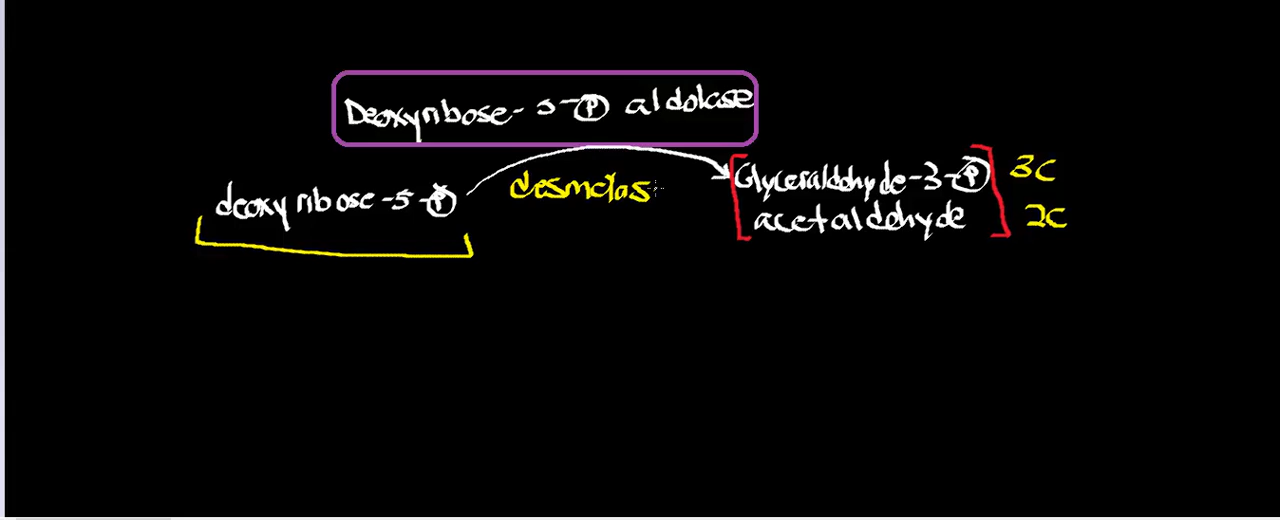 Deoxyribose-5-Ⓟ aldolase
deoxyribose-5-Ⓟ
desmolas
Glyceraldehyde-3-Ⓟ
3C
acetaldehyde
2C